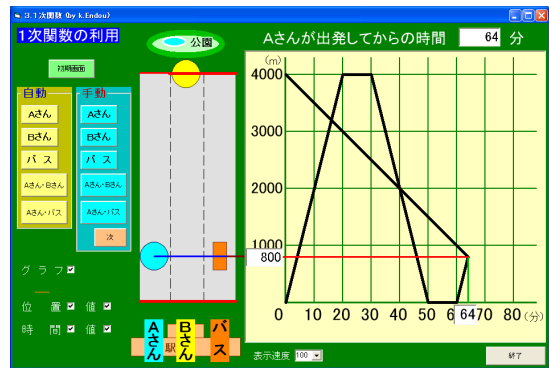 3.1次関数 (by k.Endou)
1次関数の利用
公園
Aさんが出発してからの時間 64 分
初期画面
自動
手動
Aさん
Aさん
Bさん
Bさん
バ ス
バ ス
Aさん・Bさん
Aさん・Bさん
Aさん・バス
Aさん・バス
次
グ ラ フ
位 置 値
時 間 値
駅
Aさん
Bさん
バス
(m)
4000
3000
2000
1000
800
0 10 20 30 40 50 6 64 70 80 (分)
表示速度 100
終了